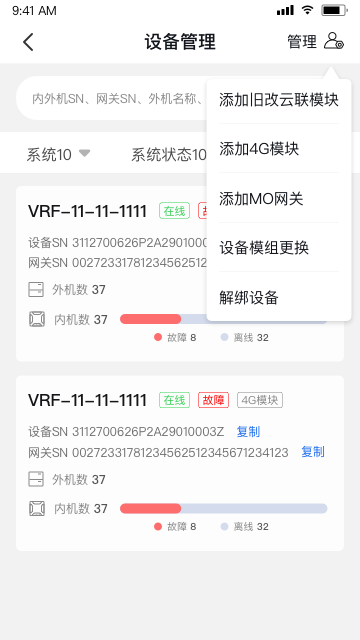 9:41 AM
设备管理
管理
内外机SN、网关SN、外机名称、
系统10
系统状态10
添加旧改云联模块
添加4G模块
添加MO网关
设备模组更换
解绑设备
VRF-11-11-1111
在线
设备SN 3112700626P2A2901000
网关SN 00272331781234562512
外机数 37
内机数 37
故障 8
离线 32
VRF-11-11-1111
在线
故障
4G模块
设备SN 3112700626P2A29010003Z
复制
网关SN 0027233178123456251234567​1234123
复制
外机数 37
内机数 37
故障 8
离线 32